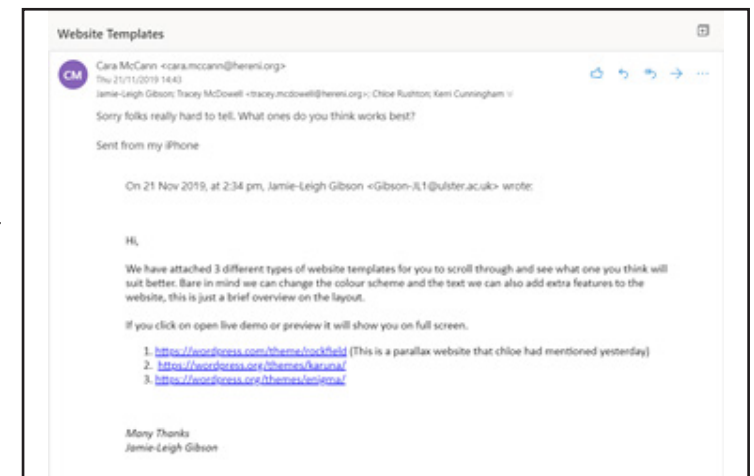 Website Templates
CM
Cara McCann <cara.mccann@hereni.org>
Thu 21/11/2019 14:43
Jamie-Leigh Gibson; Tracey McDowell <tracey.mcdowell@hereni.org>; Chloe Rushton; Kerri Cunningham
Sorry folks really hard to tell. What ones do you think works best?
Sent from my iPhone
On 21 Nov 2019, at 2:34 pm, Jamie-Leigh Gibson <Gibson-JL1@ulster.ac.uk> wrote:
Hi,
We have attached 3 different types of website templates for you to scroll through and see what one you think will
suit better. Bare in mind we can change the colour scheme and the text we can also add extra features to the
website, this is just a brief overview on the layout.
If you click on open live demo or preview it will show you on full screen.
1. https://wordpress.com/theme/rockfield (This is a parallax website that chloe had mentioned yesterday)
2. https://wordpress.org/themes/karuna/
3. https://wordpress.org/themes/enigma/
Many Thanks
Jamie-Leigh Gibson